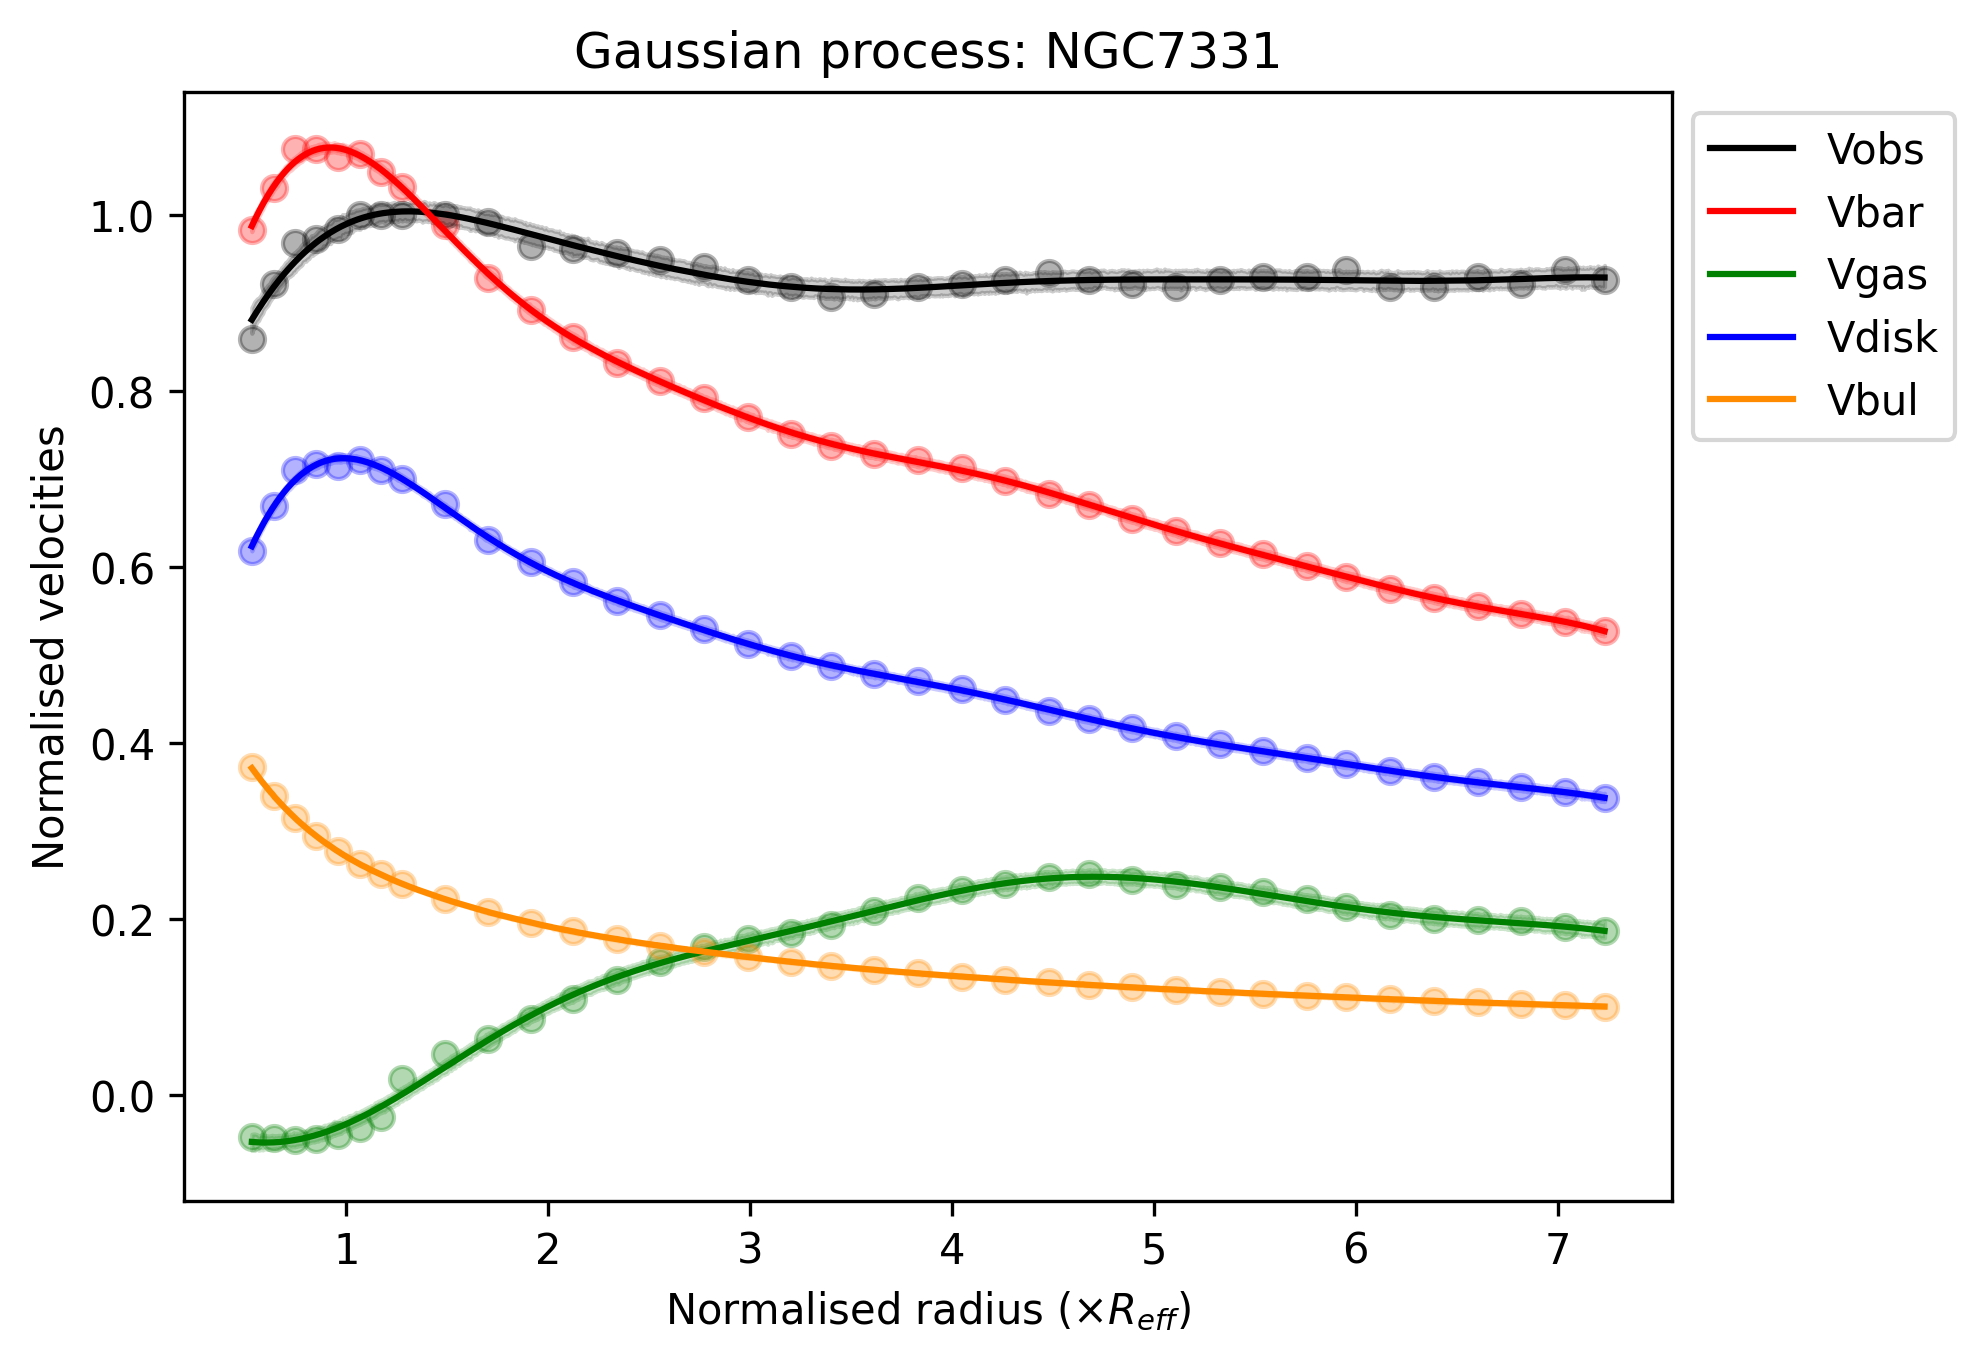 Gaussian process: NGC7331
Normalised velocities
1.0
0.8
0.6
0.4
0.2
0.0
1 2 3 4 5 6 7
Normalised radius (×R_eff)
Vobs
Vbar
Vgas
Vdisk
Vbul